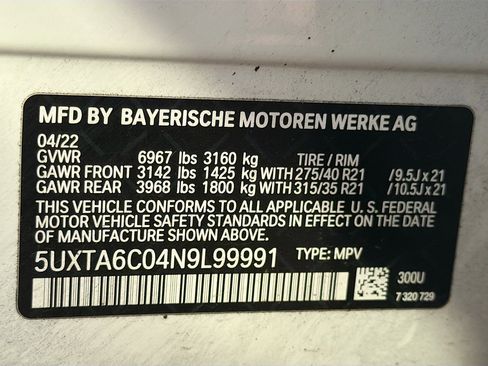 MFD BY BAYERISCHE MOTOREN WERKE AG
04/22
GVWR 6967 lbs 3160 kg TIRE / RIM
GAWR FRONT 3142 lbs 1425 kg WITH 275/40 R21 /9.5J x 21
GAWR REAR 3968 lbs 1800 kg WITH 315/35 R21 /10.5J x 21
THIS VEHICLE CONFORMS TO ALL APPLICABLE U. S. FEDERAL
MOTOR VEHICLE SAFETY STANDARDS IN EFFECT ON THE
DATE OF MANUFACTURE SHOWN ABOVE.
5UXTA6C04N9L99991 TYPE: MPV
300U
7 320 729